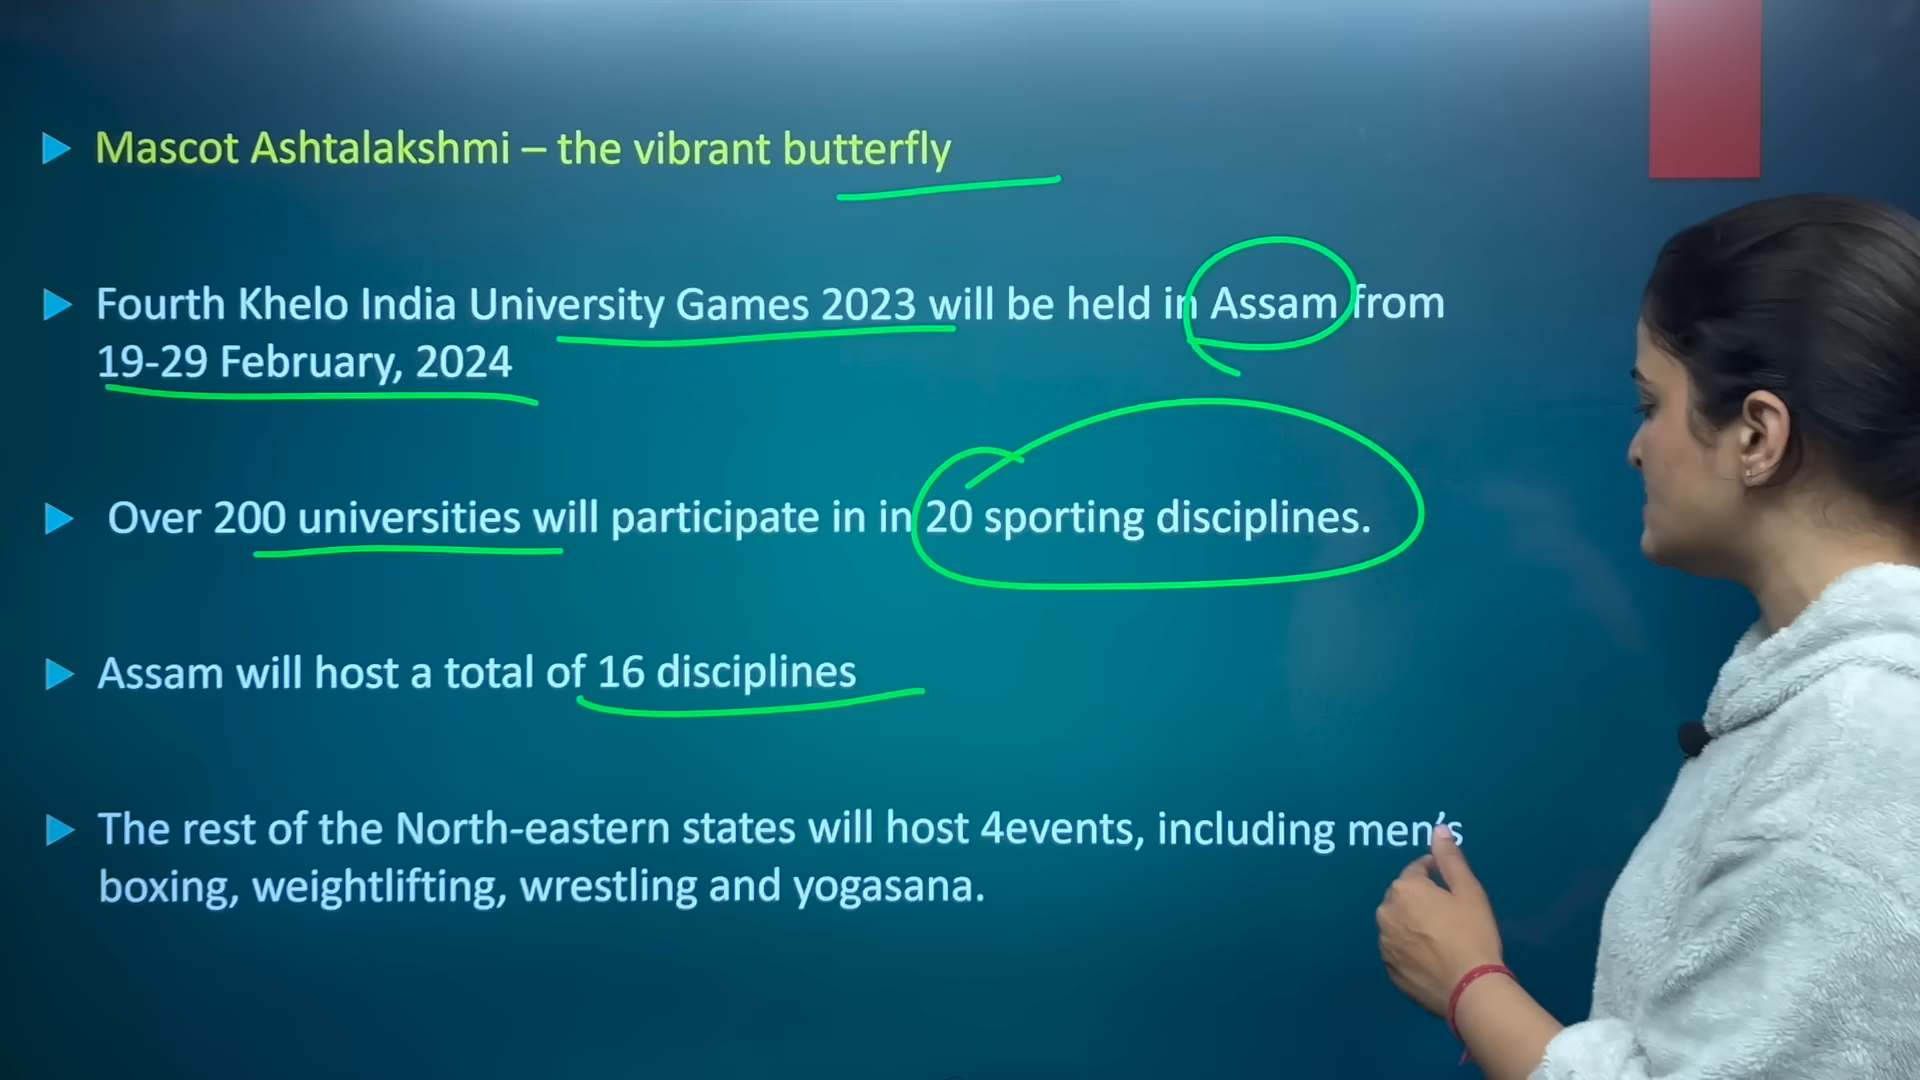 Mascot Ashtalakshmi – the vibrant butterfly
Fourth Khelo India University Games 2023 will be held in Assam from
19-29 February, 2024
Over 200 universities will participate in in 20 sporting disciplines.
Assam will host a total of 16 disciplines
The rest of the North-eastern states will host 4events, including men's
boxing, weightlifting, wrestling and yogasana.